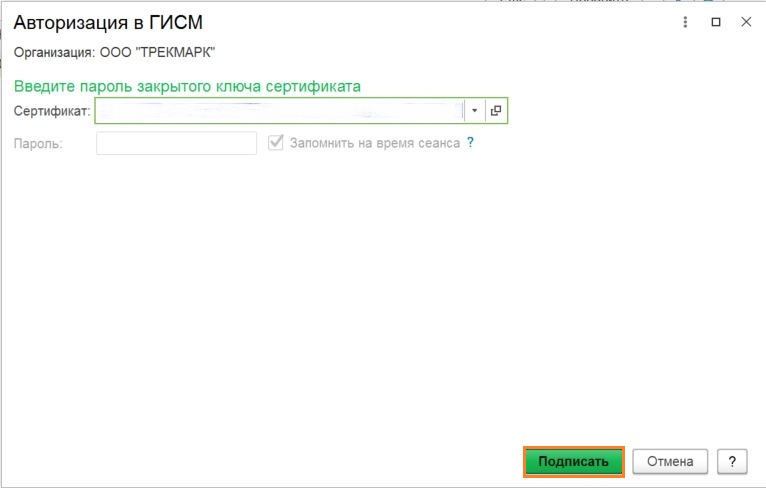 Авторизация в ГИСМ
Организация: ООО "ТРЕКМАРК"
Введите пароль закрытого ключа сертификата
Сертификат:
Пароль: Запомнить на время сеанса ?
Подписать Отмена ?